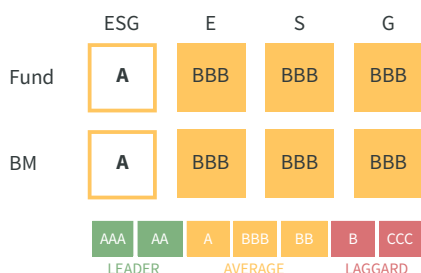 ESG E S G
Fund A BBB BBB BBB
BM A BBB BBB BBB
AAA AA A BBB BB B CCC
LEADER AVERAGE LAGGARD